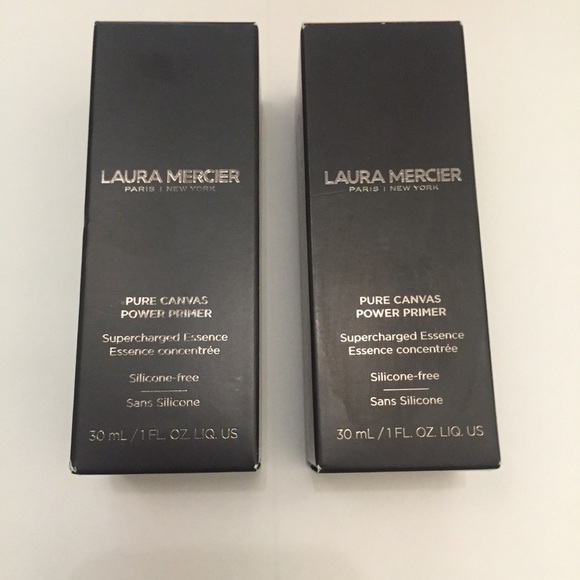 LAURA MERCIER
PARIS | NEW YORK
PURE CANVAS
POWER PRIMER
Supercharged Essence
Essence concentrée
Silicone-free
Sans Silicone
30 mL / 1 FL. OZ. LIQ. US
LAURA MERCIER
PARIS | NEW YORK
PURE CANVAS
POWER PRIMER
Supercharged Essence
Essence concentrée
Silicone-free
Sans Silicone
30 mL / 1 FL. OZ. LIQ. US